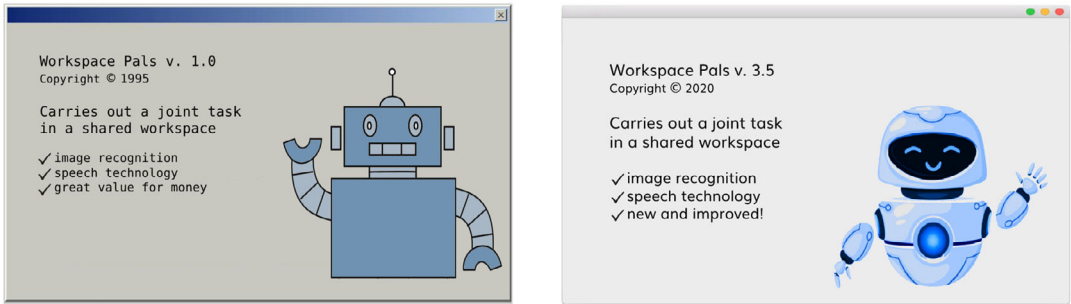 Workspace Pals v. 1.0
Copyright © 1995
Carries out a joint task
in a shared workspace
✓ image recognition
✓ speech technology
✓ great value for money
Workspace Pals v. 3.5
Copyright © 2020
Carries out a joint task
in a shared workspace
✓ image recognition
✓ speech technology
✓ new and improved!